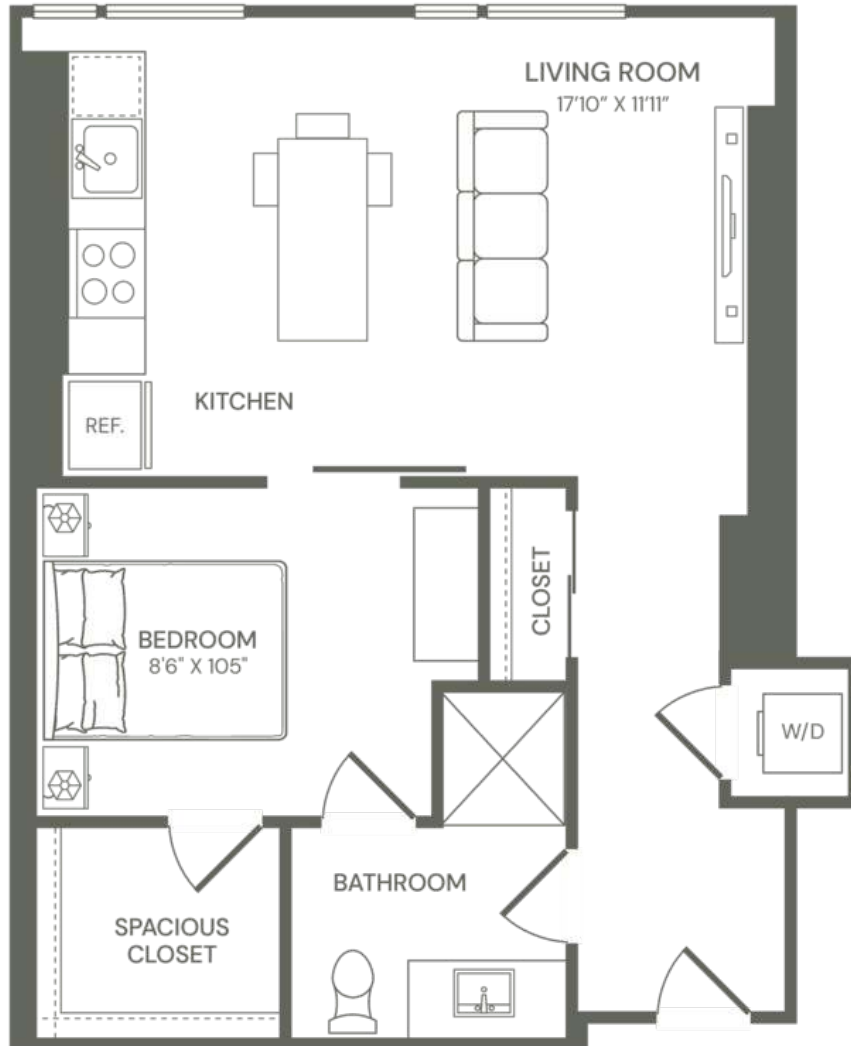 LIVING ROOM
17'10" X 11'11"
KITCHEN
REF.
CLOSET
BEDROOM
8'6" X 105"
W/D
BATHROOM
SPACIOUS
CLOSET